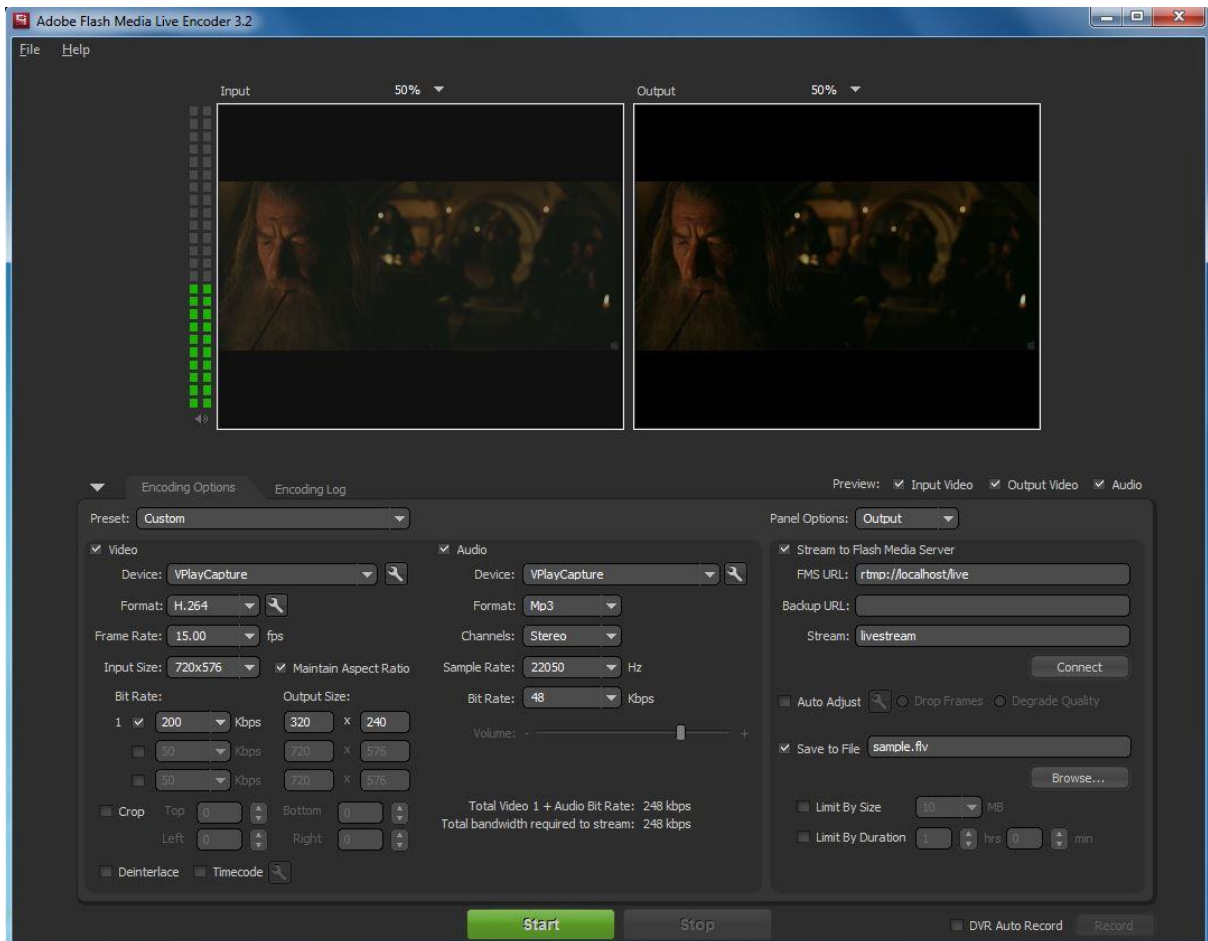 Adobe Flash Media Live Encoder 3.2
File Help
Input 50% Output 50%
Encoding Options Encoding Log Preview: Input Video Output Video Audio
Preset: Custom Panel Options: Output
Video Audio Stream to Flash Media Server
Device: VPlayCapture Device: VPlayCapture FMS URL: rtmp://localhost/live
Format: H.264 Format: Mp3 Backup URL:
Frame Rate: 15.00 fps Channels: Stereo Stream: livestream
Input Size: 720x576 Maintain Aspect Ratio Sample Rate: 22050 Hz Connect
Bit Rate: Output Size: Bit Rate: 48 Kbps Auto Adjust Drop Frames Degrade Quality
1 200 Kbps 320 x 240 Volume: - +
50 Kbps 720 x 576 Save to File sample.flv
50 Kbps 720 x 576 Browse...
Crop Top 0 Bottom 0 Total Video 1 + Audio Bit Rate: 248 kbps Limit By Size 10 MB
Left 0 Right 0 Total bandwidth required to stream: 248 kbps Limit By Duration 1 hrs 0 min
Deinterlace Timecode
Start Stop DVR Auto Record Record